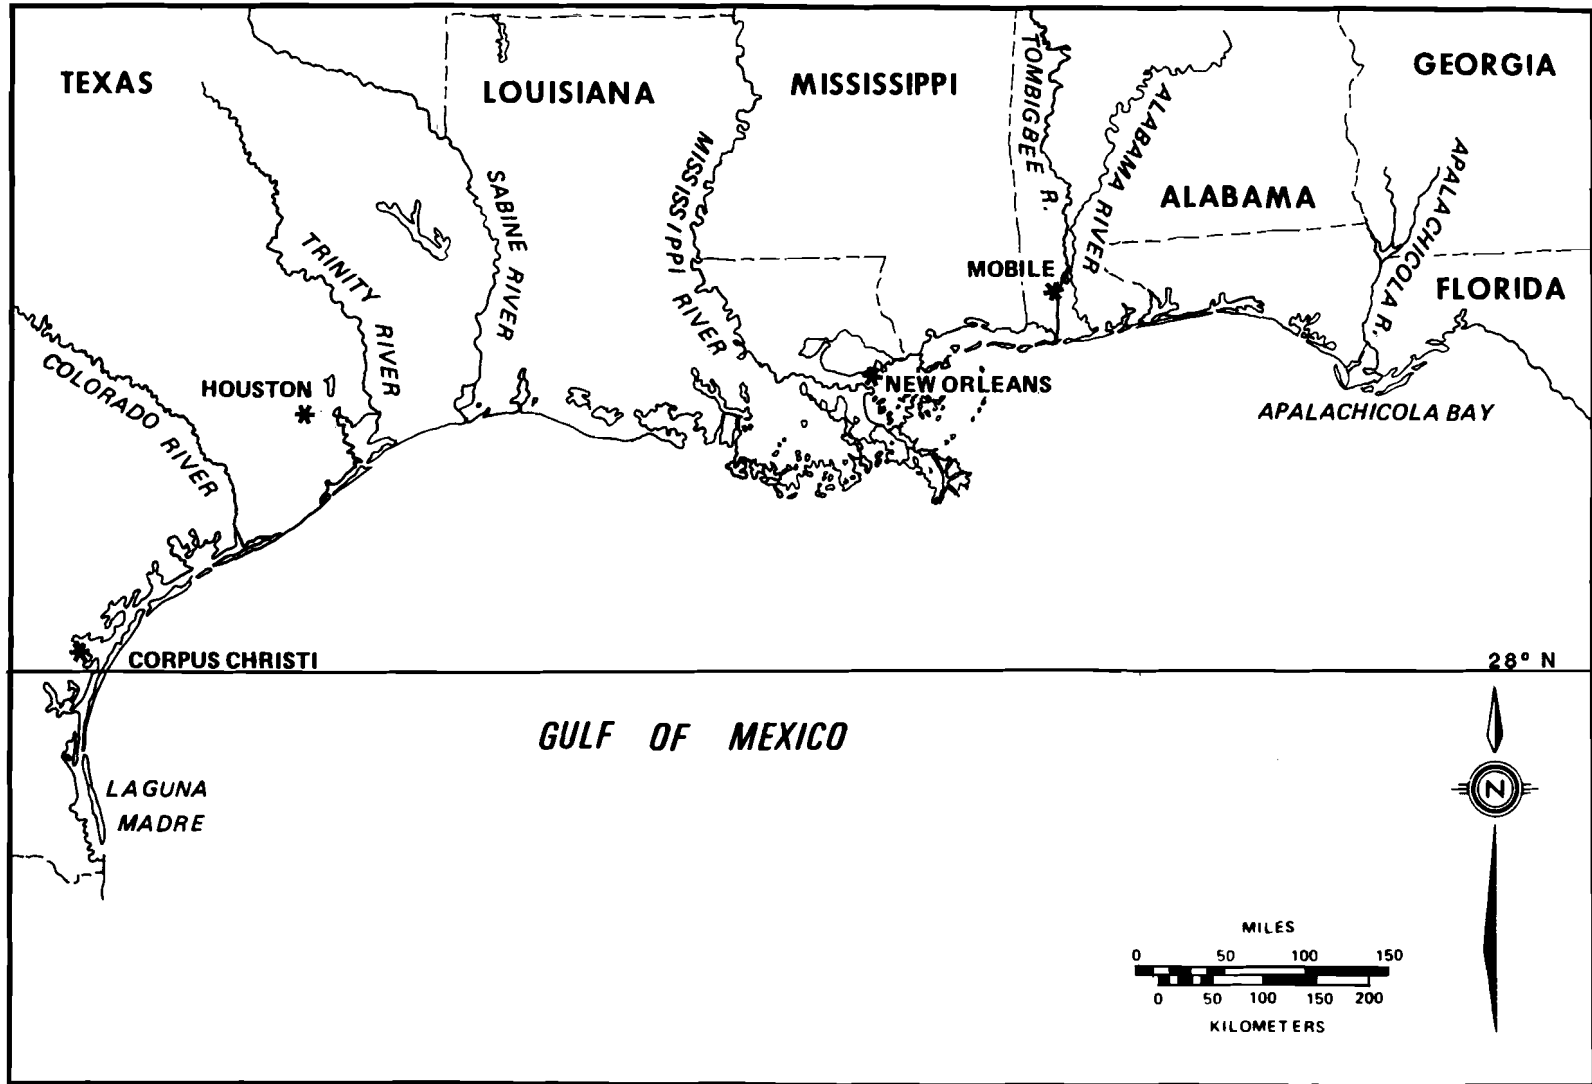 TEXAS
LOUISIANA
MISSISSIPPI
TOMBIGBEE R.
ALABAMA RIVER
GEORGIA
APALACHICOLA R.
ALABAMA
FLORIDA
MISSISSIPPI RIVER
SABINE RIVER
TRINITY RIVER
COLORADO RIVER
HOUSTON
MOBILE
NEW ORLEANS
APALACHICOLA BAY
CORPUS CHRISTI
28° N
GULF OF MEXICO
LAGUNA
MADRE
N
MILES
0 50 100 150
0 50 100 150 200
KILOMETERS